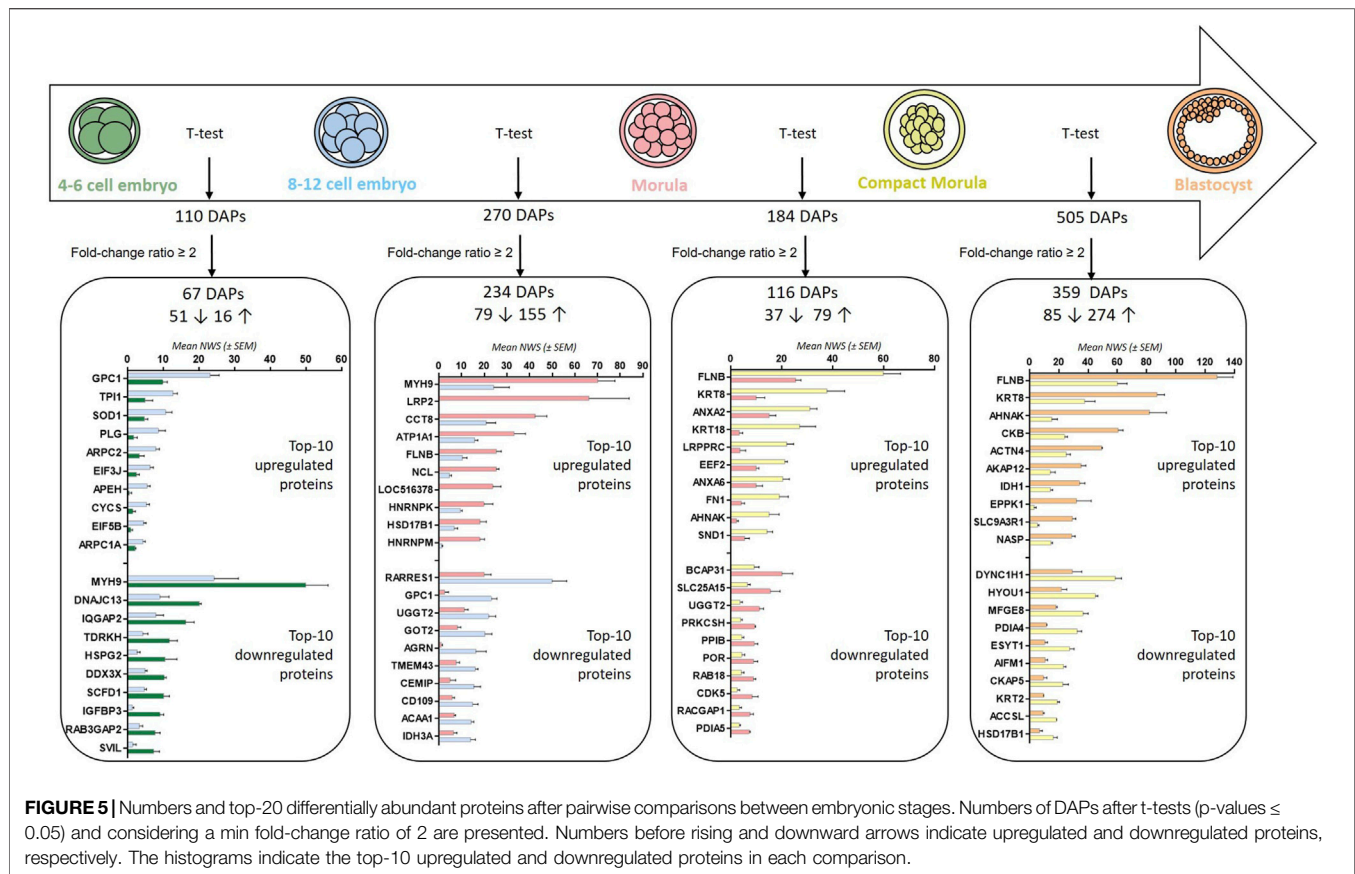 T-test
T-test
T-test
T-test
4-6 cell embryo
8-12 cell embryo
Morula
Compact Morula
Blastocyst
110 DAPs
270 DAPs
184 DAPs
505 DAPs
Fold-change ratio ≥ 2
Fold-change ratio ≥ 2
Fold-change ratio ≥ 2
Fold-change ratio ≥ 2
67 DAPs
51 ↓ 16 ↑
Mean NWS (± SEM)
0 10 20 30 40 50 60
GPC1
TPI1
SOD1
PLG
ARPC2
EIF3J
APEH
CYCS
EIF5B
ARPC1A
Top-10
upregulated
proteins
MYH9
DNAJC13
IQGAP2
TDRKH
HSPG2
DDX3X
SCFD1
IGFBP3
RAB3GAP2
SVIL
Top-10
downregulated
proteins
234 DAPs
79 ↓ 155 ↑
Mean NWS (± SEM)
0 10 20 30 40 50 60 70 80 90
MYH9
LRP2
CCT8
ATP1A1
FLNB
NCL
LOC516378
HNRNPK
HSD17B1
HNRNPM
Top-10
upregulated
proteins
RARRES1
GPC1
UGGT2
GOT2
AGRN
TMEM43
CEMIP
CD109
ACAA1
IDH3A
Top-10
downregulated
proteins
116 DAPs
37 ↓ 79 ↑
Mean NWS (± SEM)
0 20 40 60 80
FLNB
KRT8
ANXA2
KRT18
LRPPRC
EEF2
ANXA6
FN1
AHNAK
SND1
Top-10
upregulated
proteins
BCAP31
SLC25A15
UGGT2
PRKCSH
PPIB
POR
RAB18
CDK5
RACGAP1
PDIA5
Top-10
downregulated
proteins
359 DAPs
85 ↓ 274 ↑
Mean NWS (± SEM)
0 20 40 60 80 100 120 140
FLNB
KRT8
AHNAK
CKB
ACTN4
AKAP12
IDH1
EPPK1
SLC9A3R1
NASP
Top-10
upregulated
proteins
DYNC1H1
HYOU1
MFGE8
PDIA4
ESYT1
AIFM1
CKAP5
KRT2
ACCSL
HSD17B1
Top-10
downregulated
proteins
FIGURE 5 | Numbers and top-20 differentially abundant proteins after pairwise comparisons between embryonic stages. Numbers of DAPs after t-tests (p-values ≤
0.05) and considering a min fold-change ratio of 2 are presented. Numbers before rising and downward arrows indicate upregulated and downregulated proteins,
respectively. The histograms indicate the top-10 upregulated and downregulated proteins in each comparison.